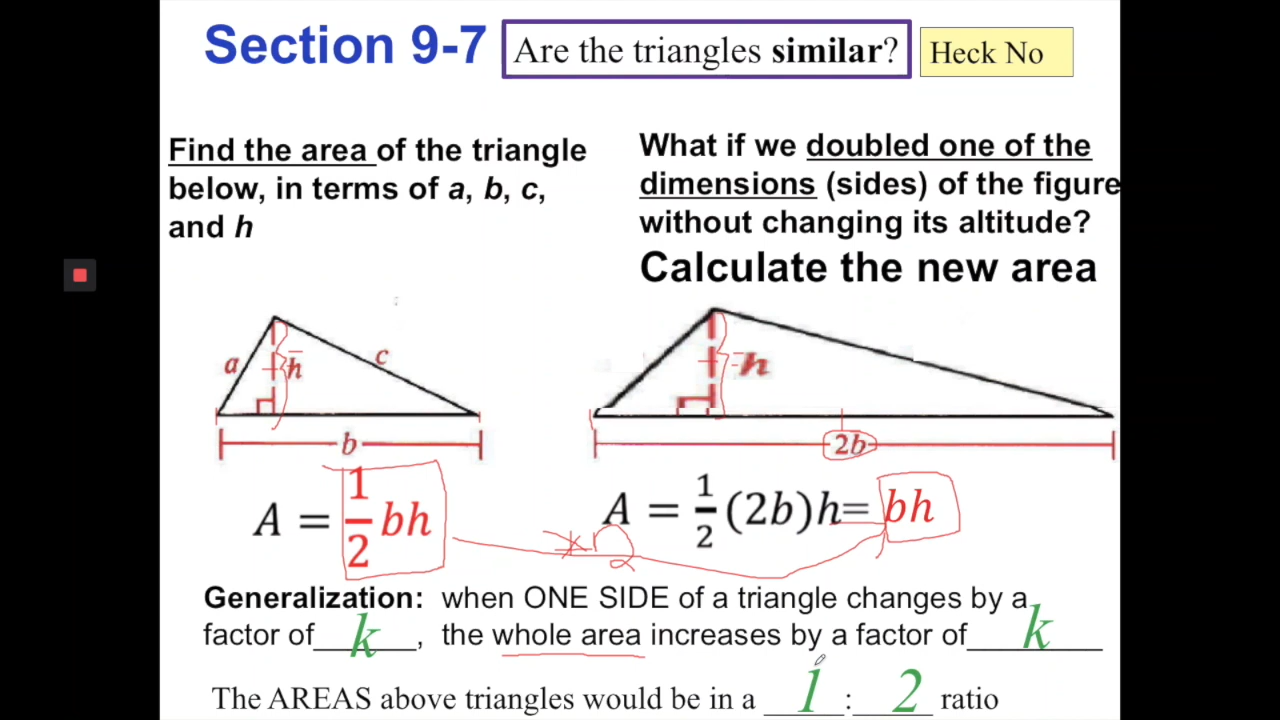 Section 9-7
Are the triangles similar?
Heck No
Find the area of the triangle
below, in terms of a, b, c,
and h
What if we doubled one of the
dimensions (sides) of the figure
without changing its altitude?
Calculate the new area
a
h
c
b
h
2b
A = 1/2 bh
A = 1/2 (2b)h= bh
Generalization: when ONE SIDE of a triangle changes by a
factor of k, the whole area increases by a factor of k
The AREAS above triangles would be in a 1 : 2 ratio